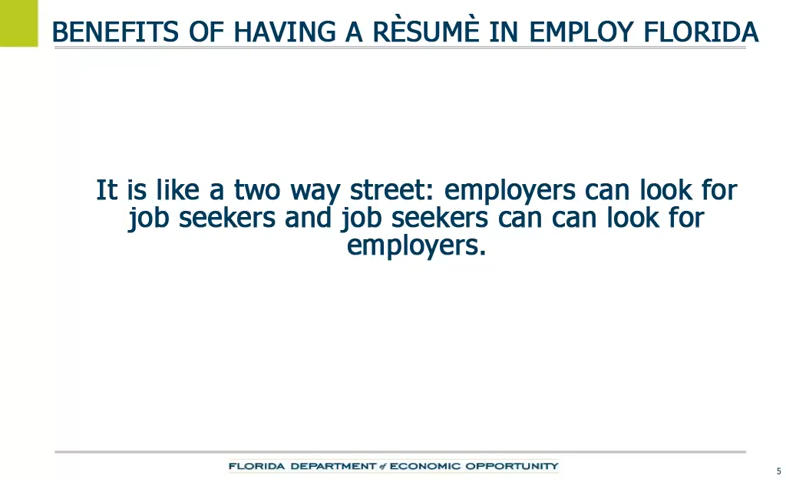 BENEFITS OF HAVING A RÈSUMÈ IN EMPLOY FLORIDA
It is like a two way street: employers can look for
job seekers and job seekers can can look for
employers.
FLORIDA DEPARTMENT of ECONOMIC OPPORTUNITY
5